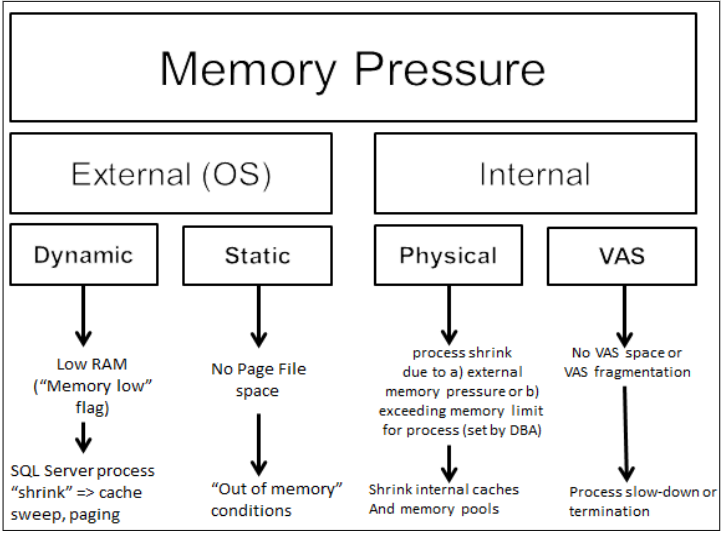 Memory Pressure
External (OS)
Internal
Dynamic
Static
Physical
VAS
Low RAM
(“Memory low”
flag)
SQL Server process
“shrink” => cache
sweep, paging
No Page File
space
“Out of memory”
conditions
process shrink
due to a) external
memory pressure or b)
exceeding memory limit
for process (set by DBA)
Shrink internal caches
And memory pools
No VAS space or
VAS fragmentation
Process slow-down or
termination